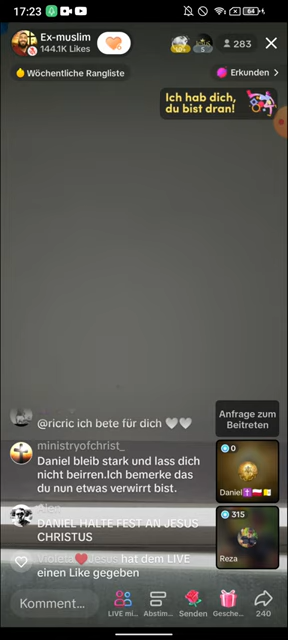 17:23
64
Ex-muslim
144.1K Likes
283
Wöchentliche Rangliste
Erkunden >
Ich hab dich,
du bist dran!
@ricric ich bete für dich 🤍🤍
Anfrage zum
Beitreten
ministryofchrist_
Daniel bleib stark und lass dich
nicht beirren.Ich bemerke das
du nun etwas verwirrt bist.
0
Daniel✝️🇵🇱🇻🇦
DANIEL HALTE FEST AN JESUS
CHRISTUS
315
Reza
Violeta❤️Jesus hat dem LIVE
einen Like gegeben
Komment...
LIVE mi...
Abstim...
Senden
Gesche...
240